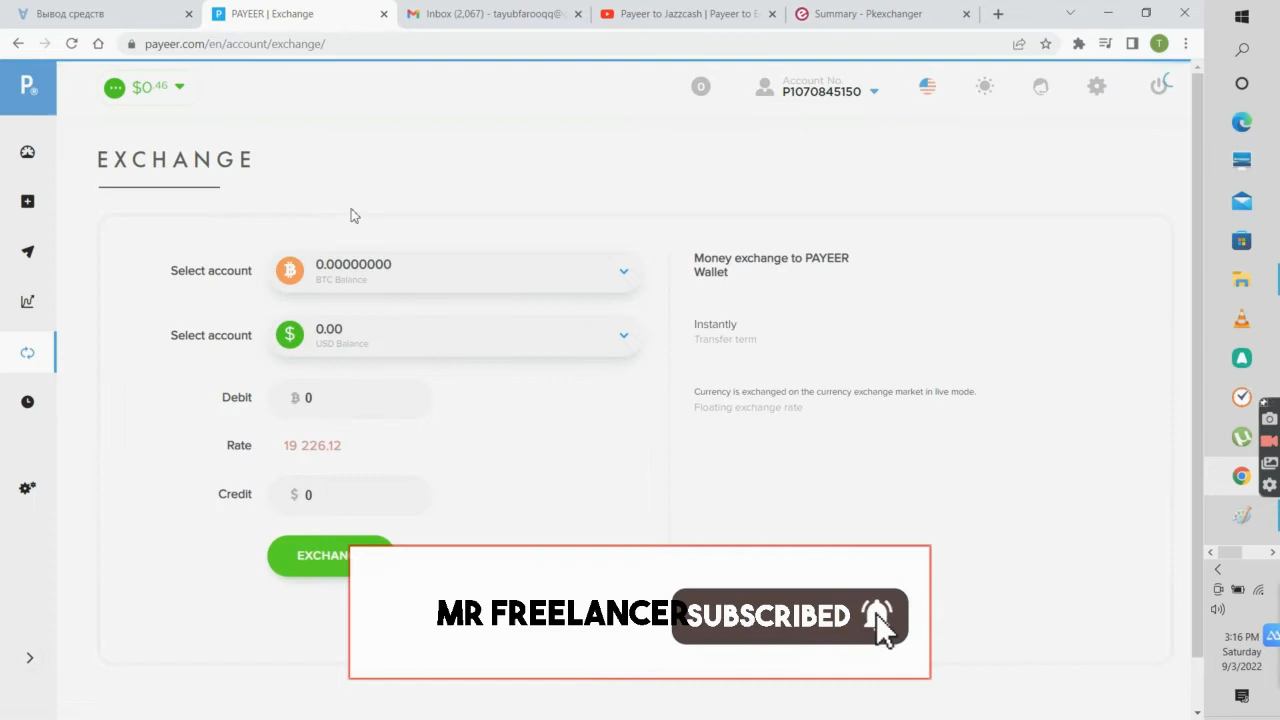 Вывод средств
PAYEER | Exchange
Inbox (2,067) - tayubfarooqq@
Payeer to Jazzcash | Payeer to E
Summary - Pkexchanger
payeer.com/en/account/exchange/
T
P®
$0.46
0
Account No.
P1070845150
EXCHANGE
Select account
0.00000000
BTC Balance
Money exchange to PAYEER
Wallet
Select account
$
0.00
USD Balance
Instantly
Transfer term
Debit
0
Currency is exchanged on the currency exchange market in live mode.
Floating exchange rate
Rate
19 226.12
Credit
$ 0
EXCHAN
MR FREELANCER
SUBSCRIBED
3:16 PM
Saturday
9/3/2022